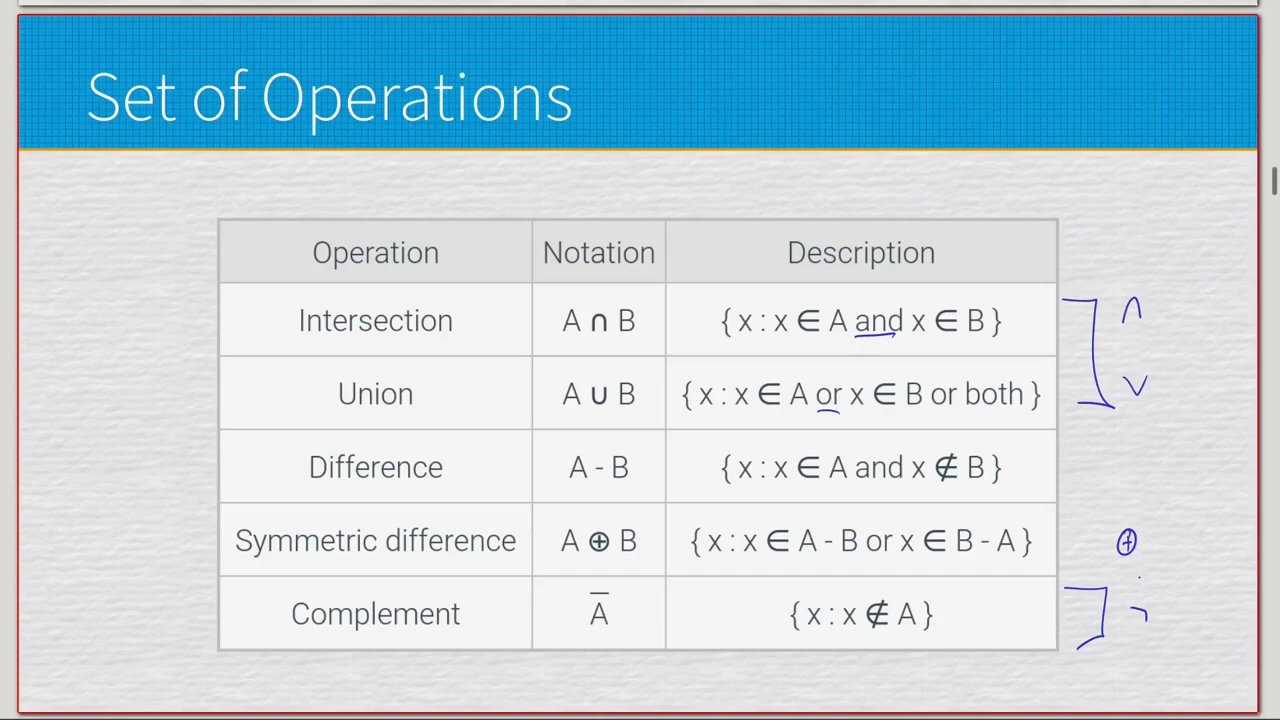 Set of Operations
Operation Notation Description
Intersection A ∩ B { x : x ∈ A and x ∈ B } ∧
Union A ∪ B { x : x ∈ A or x ∈ B or both } ∨
Difference A - B { x : x ∈ A and x ∉ B }
Symmetric difference A ⊕ B { x : x ∈ A - B or x ∈ B - A } ⊕
Complement A̅ { x : x ∉ A } ¬